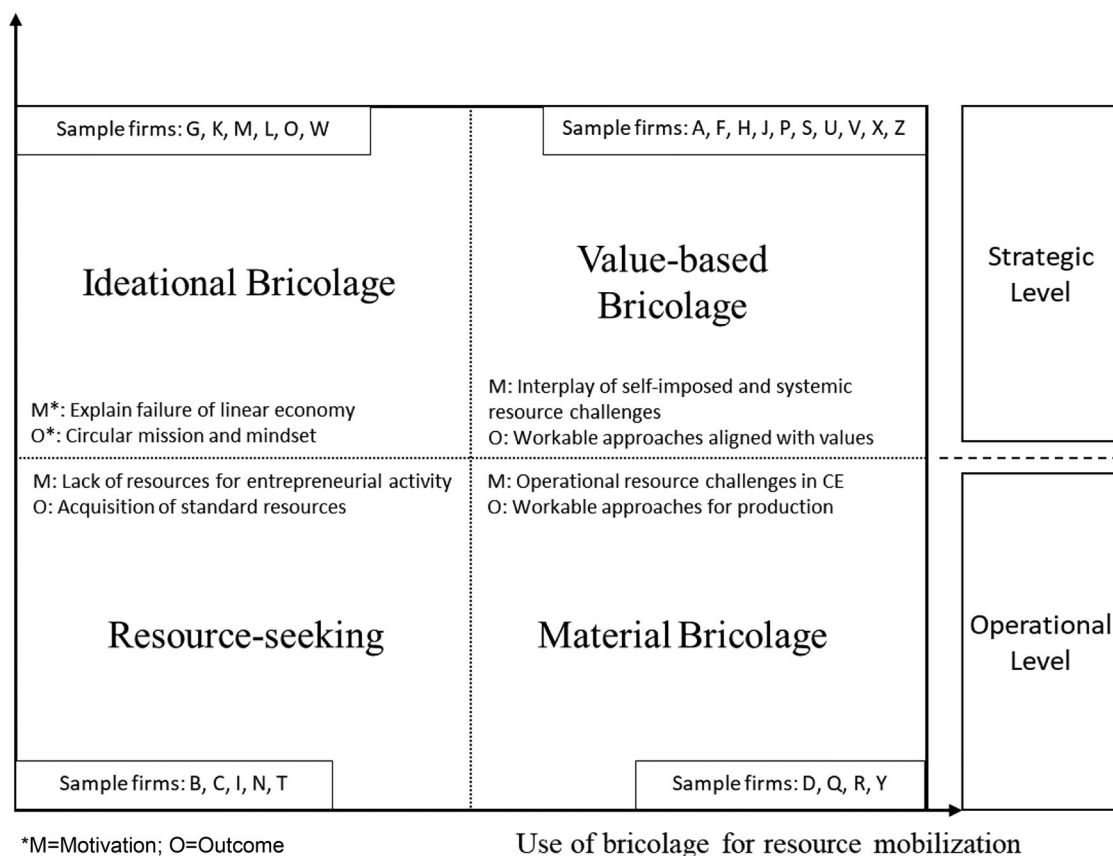 Sample firms: G, K, M, L, O, W
Sample firms: A, F, H, J, P, S, U, V, X, Z
Ideational Bricolage
Value-based
Bricolage
Strategic
Level
M*: Explain failure of linear economy
O*: Circular mission and mindset
M: Interplay of self-imposed and systemic
resource challenges
O: Workable approaches aligned with values
M: Lack of resources for entrepreneurial activity
O: Acquisition of standard resources
M: Operational resource challenges in CE
O: Workable approaches for production
Resource-seeking
Material Bricolage
Operational
Level
Sample firms: B, C, I, N, T
Sample firms: D, Q, R, Y
*M=Motivation; O=Outcome
Use of bricolage for resource mobilization